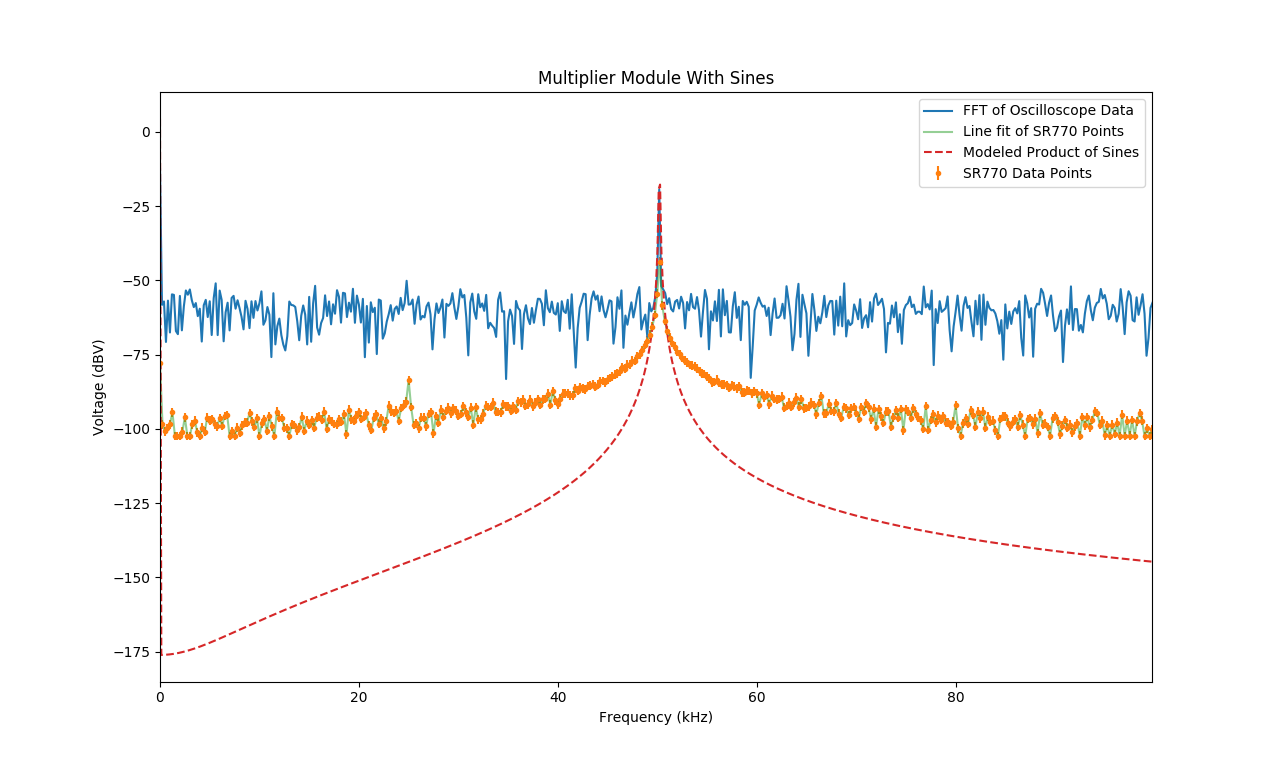 Multiplier Module With Sines
FFT of Oscilloscope Data
Line fit of SR770 Points
Modeled Product of Sines
SR770 Data Points
Voltage (dBV)
0
−25
−50
−75
−100
−125
−150
−175
0 20 40 60 80
Frequency (kHz)